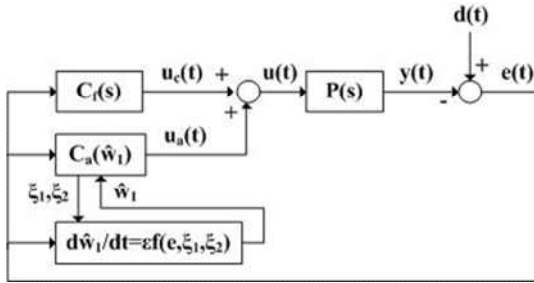 d(t)
C_f(s)
u_c(t)
+
+
u(t)
P(s)
y(t)
-
+
e(t)
C_a(ŵ_1)
u_a(t)
ξ_1,ξ_2
ŵ_1
dŵ_1/dt=εf(e,ξ_1,ξ_2)